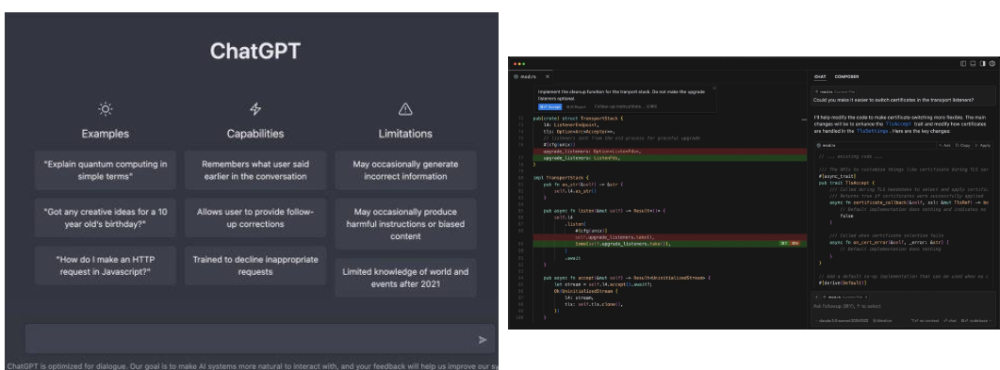 ChatGPT
Examples
Capabilities
Limitations
"Explain quantum computing in
simple terms"
Remembers what user said
earlier in the conversation
May occasionally generate
incorrect information
"Got any creative ideas for a 10
year old's birthday?"
Allows user to provide follow-
up corrections
May occasionally produce
harmful instructions or biased
content
"How do I make an HTTP
request in Javascript?"
Trained to decline inappropriate
requests
Limited knowledge of world and
events after 2021
ChatGPT is optimized for dialogue. Our goal is to make AI systems more natural to interact with, and your feedback will help us improve our
mod.rs
Implement the cleanup function for the tranport stack. Do not make the upgrade
listeners optional.
Accept
Reject
Follow-up instructions...
pub(crate) struct TransportStack {
l4: ListenerEndpoint,
tls: Option<Arc<Acceptor>>,
// listeners sent from the old process for graceful upgrade
#[cfg(unix)]
upgrade_listeners: Option<ListenFds>,
upgrade_listeners: ListenFds,
}
impl TransportStack {
pub fn as_str(&self) -> &str {
self.l4.as_str()
}
pub async fn listen(&mut self) -> Result<()> {
self.l4
.listen(
#[cfg(unix)]
self.upgrade_listeners.take(),
Some(self.upgrade_listeners.take()),
)
.await
}
pub async fn accept(&mut self) -> Result<UninitializedStream> {
let stream = self.l4.accept().await?;
Ok(UninitializedStream {
l4: stream,
tls: self.tls.clone(),
})
}
CHAT
COMPOSER
mod.rs Current File
Could you make it easier to switch certificates in the transport listeners?
I'll help modify the code to make certificate switching more flexible. The main
changes will be to enhance the TlsAccept trait and modify how certificates
are handled in the TlsSettings. Here are the key changes:
mod.rs
Ask
Copy
Apply
// ... existing code ...
/// The APIs to customize things like certificate during TLS
#[async_trait]
pub trait TlsAccept {
/// Called during TLS handshake to select and apply
/// Returns true if certificates were successfully applied
async fn certificate_callback(&self, ssl: &mut TlsRef) ->
// Default implementation does nothing and indicates
false
}
/// Called when certificate selection fails
async fn on_cert_error(&self, _error: &str) {
// Default implementation does nothing
}
}
// Add a default no-op implementation that can be used when no
#[derive(Default)]
mod.rs Current File
Ask followup (⌘Y), ↑ to select
Mention
chat
codebase